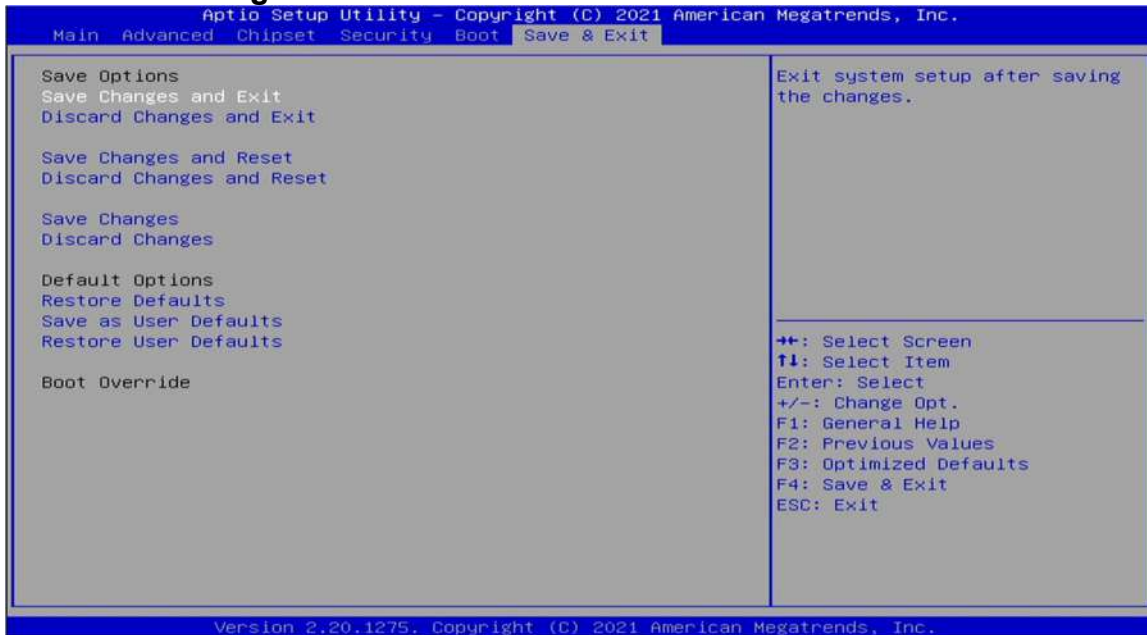 Aptio Setup Utility – Copyright (C) 2021 American Megatrends, Inc.
Main Advanced Chipset Security Boot Save & Exit
Save Options
Save Changes and Exit
Discard Changes and Exit
Save Changes and Reset
Discard Changes and Reset
Save Changes
Discard Changes
Default Options
Restore Defaults
Save as User Defaults
Restore User Defaults
Boot Override
Exit system setup after saving
the changes.
→←: Select Screen
↑↓: Select Item
Enter: Select
+/-: Change Opt.
F1: General Help
F2: Previous Values
F3: Optimized Defaults
F4: Save & Exit
ESC: Exit
Version 2.20.1275. Copyright (C) 2021 American Megatrends, Inc.